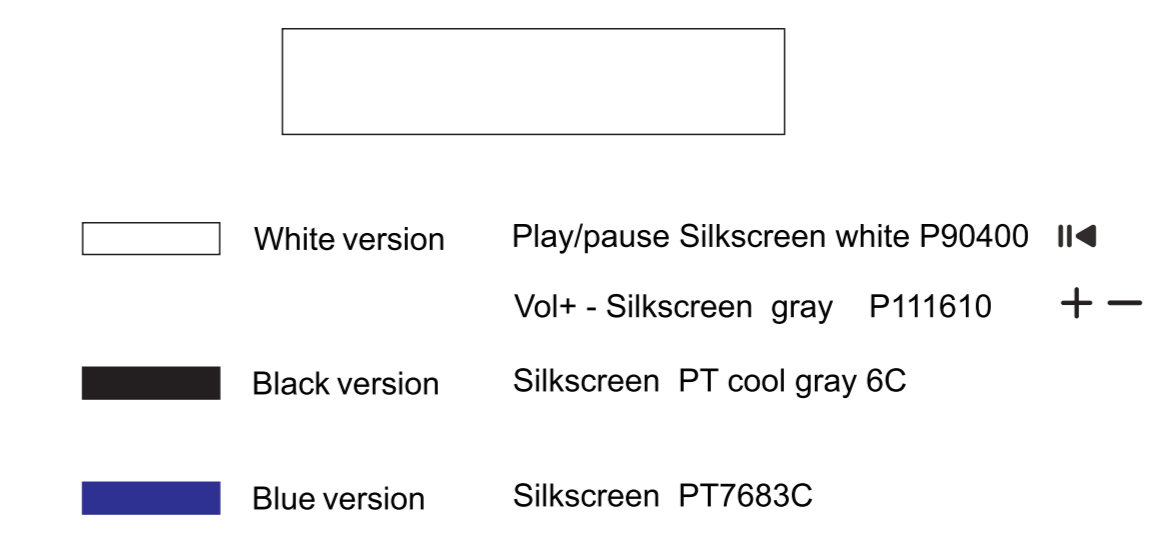 White version Play/pause Silkscreen white P90400
Vol+ - Silkscreen gray P111610 + −
Black version Silkscreen PT cool gray 6C
Blue version Silkscreen PT7683C